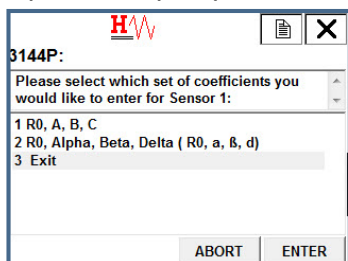 H
3144P:
Please select which set of coefficients you
would like to enter for Sensor 1:
1 R0, A, B, C
2 R0, Alpha, Beta, Delta ( R0, a, ß, d)
3 Exit
ABORT ENTER